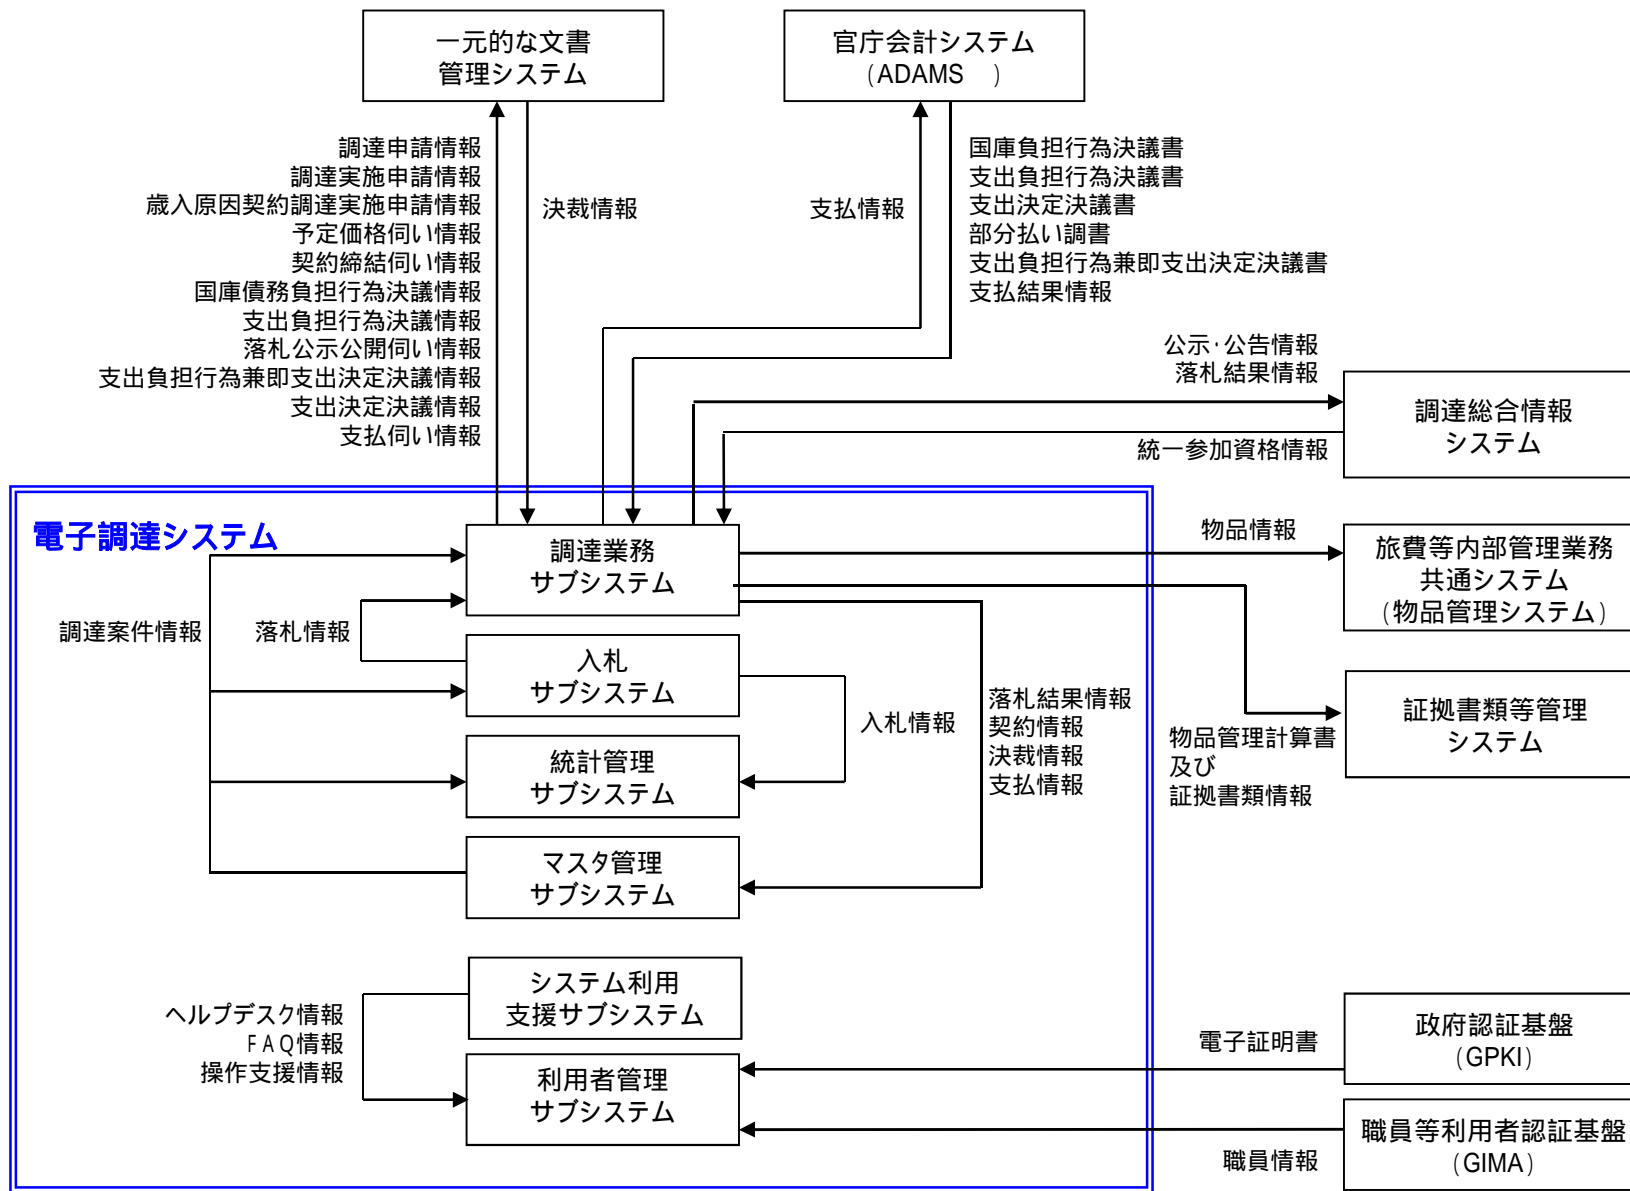 一元的な文書
管理システム
官庁会計システム
(ADAMS )
調達申請情報
調達実施申請情報
歳入原因契約調達実施申請情報
予定価格伺い情報
契約締結伺い情報
国庫債務負担行為決議情報
支出負担行為決議情報
落札公示公開伺い情報
支出負担行為兼即支出決定決議情報
支出決定決議情報
支払伺い情報
決裁情報
支払情報
国庫負担行為決議書
支出負担行為決議書
支出決定決議書
部分払い調書
支出負担行為兼即支出決定決議書
支払結果情報
公示・公告情報
落札結果情報
調達総合情報
システム
統一参加資格情報
電子調達システム
調達業務
サブシステム
物品情報
旅費等内部管理業務
共通システム
(物品管理システム)
調達案件情報
落札情報
入札
サブシステム
入札情報
落札結果情報
契約情報
決裁情報
支払情報
証拠書類等管理
システム
物品管理計算書
及び
証拠書類情報
統計管理
サブシステム
マスタ管理
サブシステム
システム利用
支援サブシステム
ヘルプデスク情報
FAQ情報
操作支援情報
利用者管理
サブシステム
電子証明書
政府認証基盤
(GPKI)
職員情報
職員等利用者認証基盤
(GIMA)